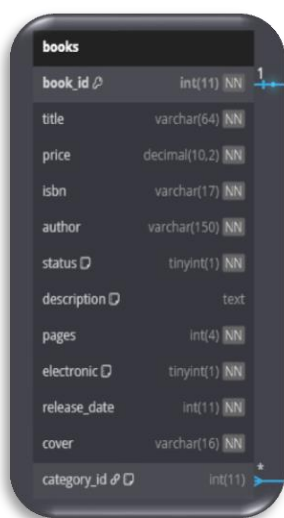 books
book_id int(11) NN 1
title varchar(64) NN
price decimal(10,2) NN
isbn varchar(17) NN
author varchar(150) NN
status tinyint(1) NN
description text
pages int(4) NN
electronic tinyint(1) NN
release_date int(11) NN
cover varchar(16) NN
category_id int(11) *